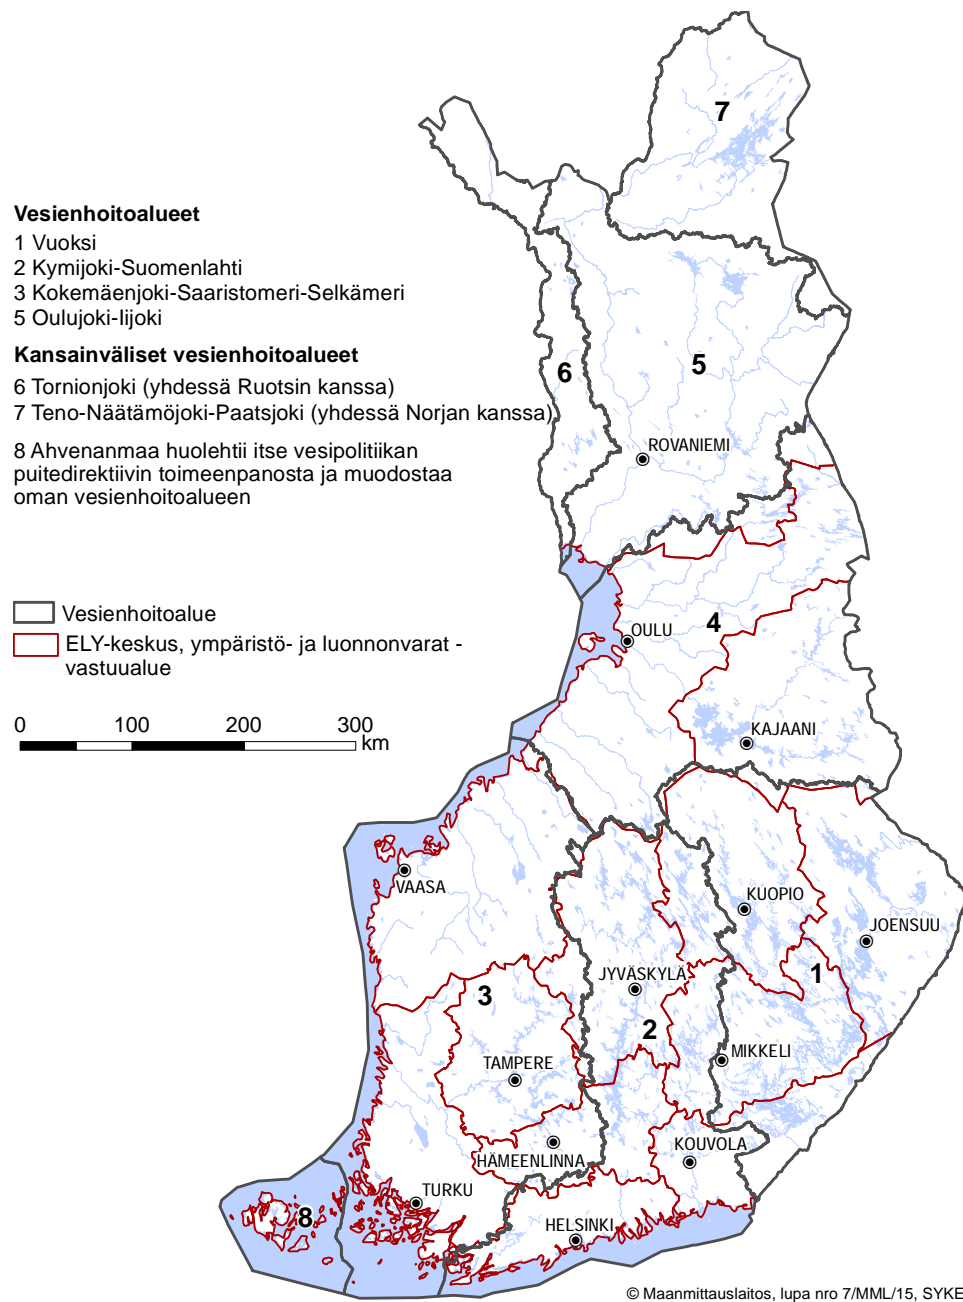 Vesienhoitoalueet
1 Vuoksi
2 Kymijoki-Suomenlahti
3 Kokemäenjoki-Saaristomeri-Selkämeri
5 Oulujoki-Iijoki
Kansainväliset vesienhoitoalueet
6 Tornionjoki (yhdessä Ruotsin kanssa)
7 Teno-Näätämöjoki-Paatsjoki (yhdessä Norjan kanssa)
8 Ahvenanmaa huolehtii itse vesipolitiikan
puitedirektiivin toimeenpanosta ja muodostaa
oman vesienhoitoalueen
Vesienhoitoalue
ELY-keskus, ympäristö- ja luonnonvarat -
vastuualue
0 100 200 300
km
7
6
5
ROVANIEMI
4
OULU
KAJAANI
VAASA
KUOPIO
JOENSUU
JYVÄSKYLÄ
1
3
2
MIKKELI
TAMPERE
KOUVOLA
HÄMEENLINNA
TURKU
8
HELSINKI
© Maanmittauslaitos, lupa nro 7/MML/15, SYKE